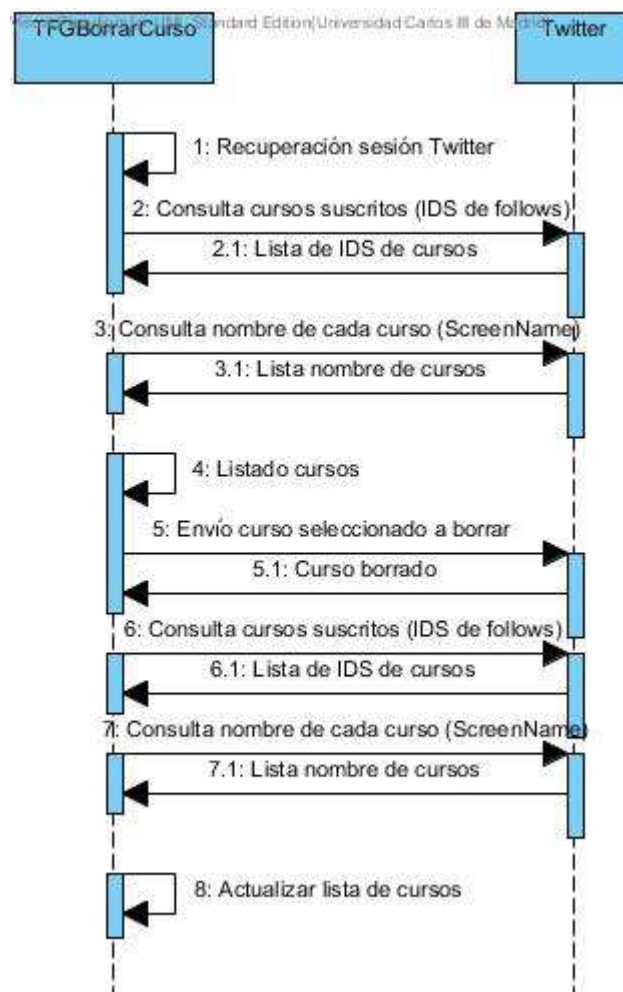 Standard Edition(Universidad Carlos III de Madrid)
TFGBorrarCurso
Twitter
1: Recuperación sesión Twitter
2: Consulta cursos suscritos (IDS de follows)
2.1: Lista de IDS de cursos
3: Consulta nombre de cada curso (ScreenName)
3.1: Lista nombre de cursos
4: Listado cursos
5: Envío curso seleccionado a borrar
5.1: Curso borrado
6: Consulta cursos suscritos (IDS de follows)
6.1: Lista de IDS de cursos
7: Consulta nombre de cada curso (ScreenName)
7.1: Lista nombre de cursos
8: Actualizar lista de cursos